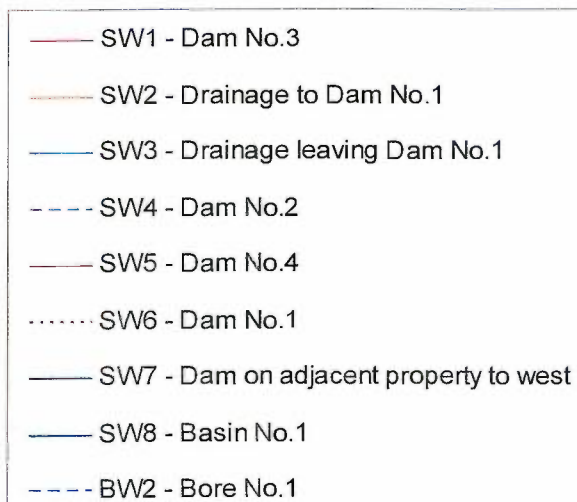 SW1 - Dam No.3
SW2 - Drainage to Dam No.1
SW3 - Drainage leaving Dam No.1
SW4 - Dam No.2
SW5 - Dam No.4
SW6 - Dam No.1
SW7 - Dam on adjacent property to west
SW8 - Basin No.1
BW2 - Bore No.1